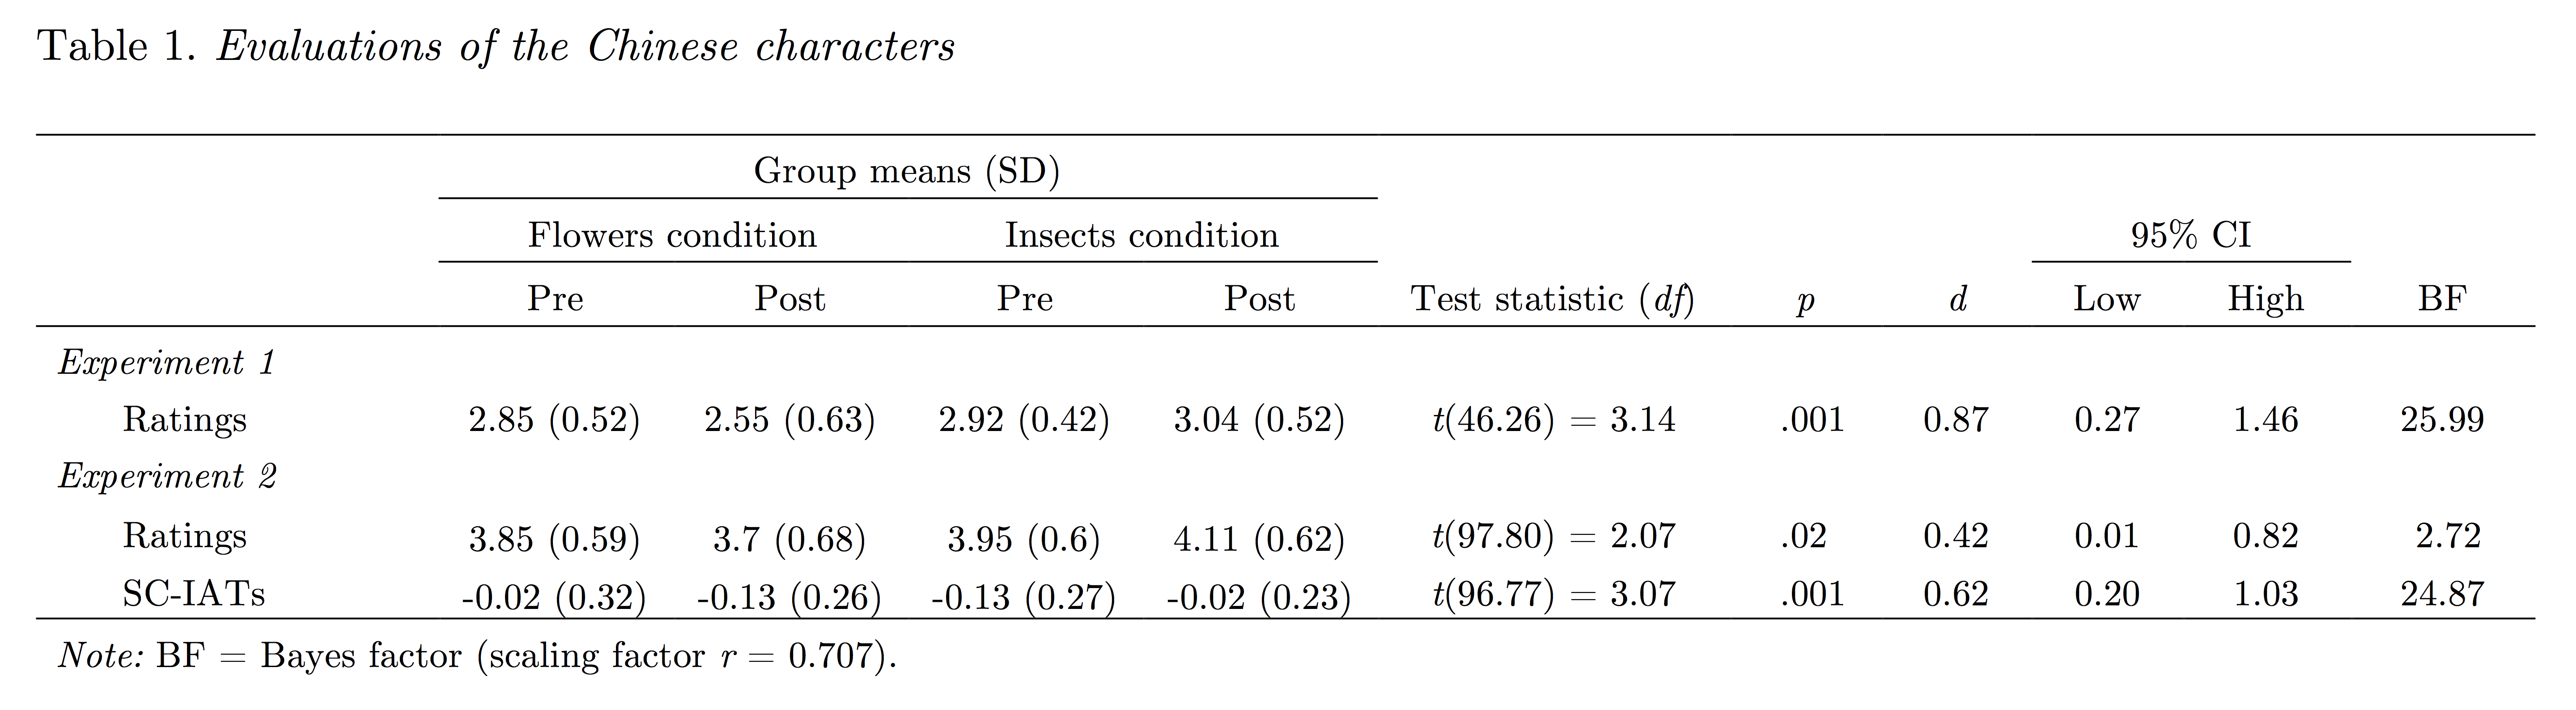 Table 1. Evaluations of the Chinese characters
Group means (SD)
Flowers condition Insects condition 95% CI
Pre Post Pre Post Test statistic (df) p d Low High BF
Experiment 1
Ratings 2.85 (0.52) 2.55 (0.63) 2.92 (0.42) 3.04 (0.52) t(46.26) = 3.14 .001 0.87 0.27 1.46 25.99
Experiment 2
Ratings 3.85 (0.59) 3.7 (0.68) 3.95 (0.6) 4.11 (0.62) t(97.80) = 2.07 .02 0.42 0.01 0.82 2.72
SC-IATs -0.02 (0.32) -0.13 (0.26) -0.13 (0.27) -0.02 (0.23) t(96.77) = 3.07 .001 0.62 0.20 1.03 24.87
Note: BF = Bayes factor (scaling factor r = 0.707).